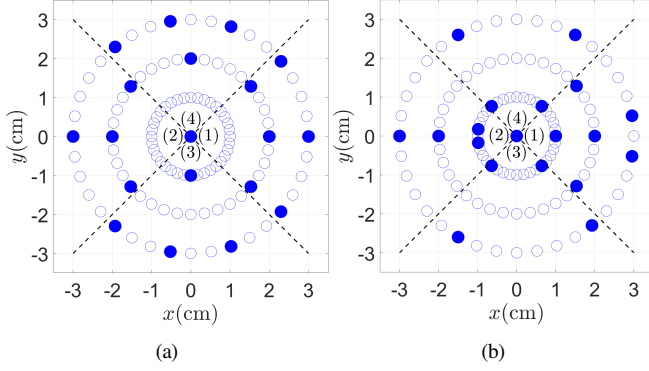 3
2
1
0
-1
-2
-3
y(cm)
(4)
(2) (1)
(3)
-3 -2 -1 0 1 2 3
x(cm)
(a)
3
2
1
0
-1
-2
-3
y(cm)
(4)
(2) (1)
(3)
-3 -2 -1 0 1 2 3
x(cm)
(b)